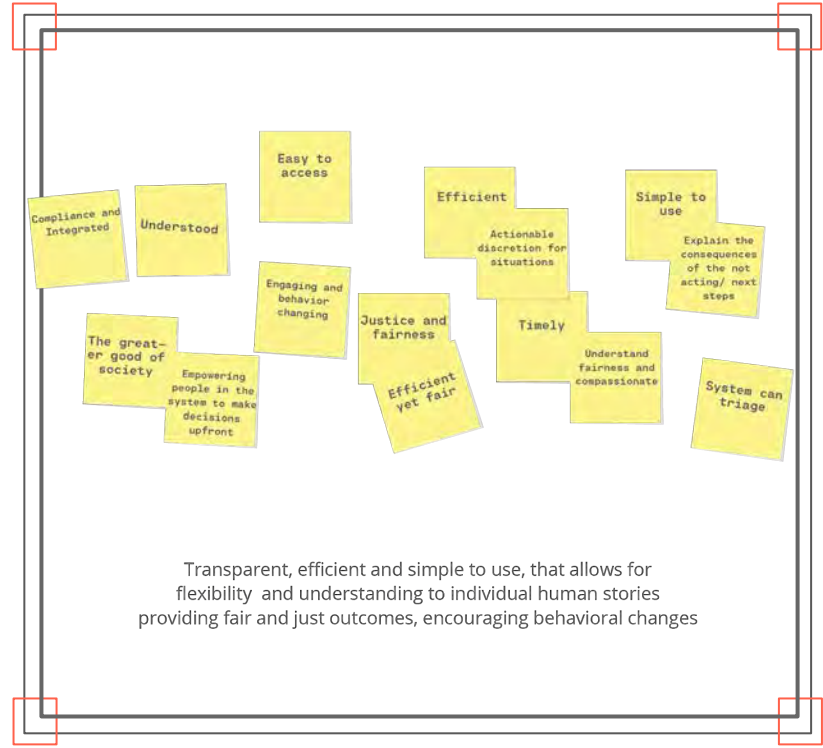 Easy to
access
Compliance and
Integrated
Understood
Efficient
Actionable
discretion for
situations
Simple to
use
Explain the
consequences
of the not
acting/ next
steps
Engaging and
behavior
changing
The great-
er good of
society
Empowering
people in the
system to make
decisions
upfront
Justice and
fairness
Efficient
yet fair
Timely
Understand
fairness and
compassionate
System can
triage
Transparent, efficient and simple to use, that allows for
flexibility and understanding to individual human stories
providing fair and just outcomes, encouraging behavioral changes